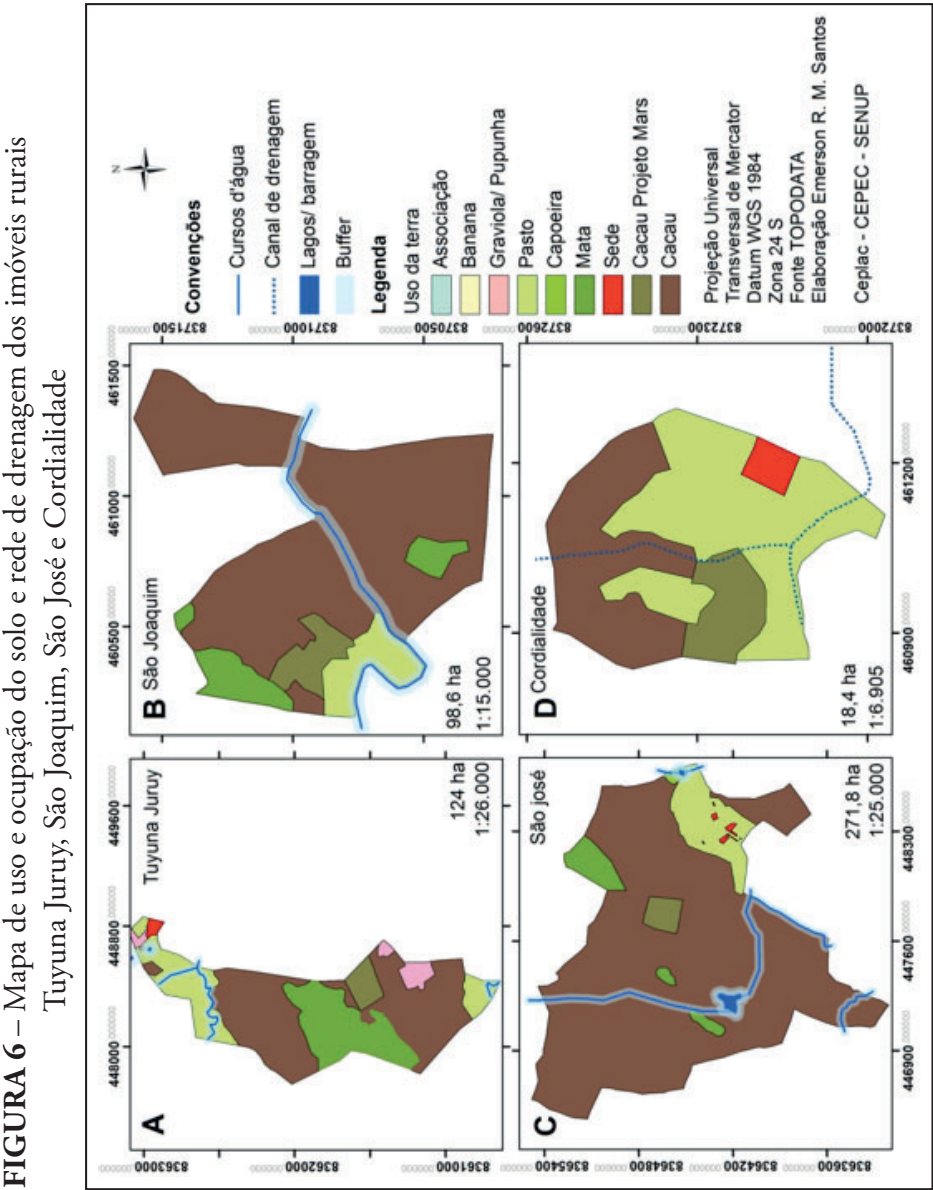 FIGURA 6 – Mapa de uso e ocupação do solo e rede de drenagem dos imóveis rurais
Tuyuna Juruy, São Joaquim, São José e Cordialidade
A
Tuyuna Juruy
124 ha
1:26.000
448000
448800
449600
8363000
8362000
8361000
B São Joaquim
98,6 ha
1:15.000
460500
461000
461500
8371500
8371000
8370500
C
São josé
271,8 ha
1:25.000
446900
447600
448300
8365400
8364800
8364200
8363600
D Cordialidade
18,4 ha
1:6.905
460900
461200
8372600
8372300
8372000
N
Convenções
Cursos d'água
Canal de drenagem
Lagos/ barragem
Buffer
Legenda
Uso da terra
Associação
Banana
Graviola/ Pupunha
Pasto
Capoeira
Mata
Sede
Cacau Projeto Mars
Cacau
Projeção Universal
Transversal de Mercator
Datum WGS 1984
Zona 24 S
Fonte TOPODATA
Elaboração Emerson R. M. Santos
Ceplac - CEPEC - SENUP